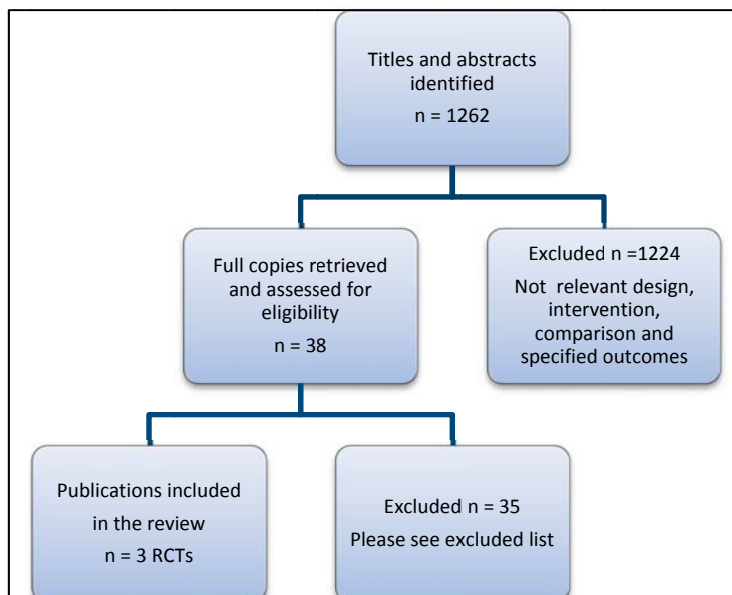 Titles and abstracts
identified
n = 1262
Full copies retrieved
and assessed for
eligibility
n = 38
Excluded n =1224
Not relevant design,
intervention,
comparison and
specified outcomes
Publications included
in the review
n = 3 RCTs
Excluded n = 35
Please see excluded list